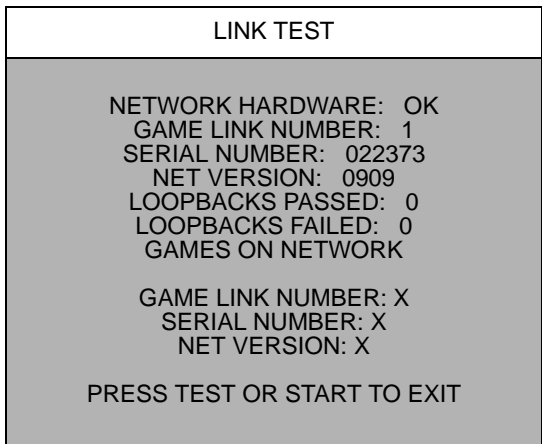 LINK TEST
NETWORK HARDWARE: OK
GAME LINK NUMBER: 1
SERIAL NUMBER: 022373
NET VERSION: 0909
LOOPBACKS PASSED: 0
LOOPBACKS FAILED: 0
GAMES ON NETWORK
GAME LINK NUMBER: X
SERIAL NUMBER: X
NET VERSION: X
PRESS TEST OR START TO EXIT